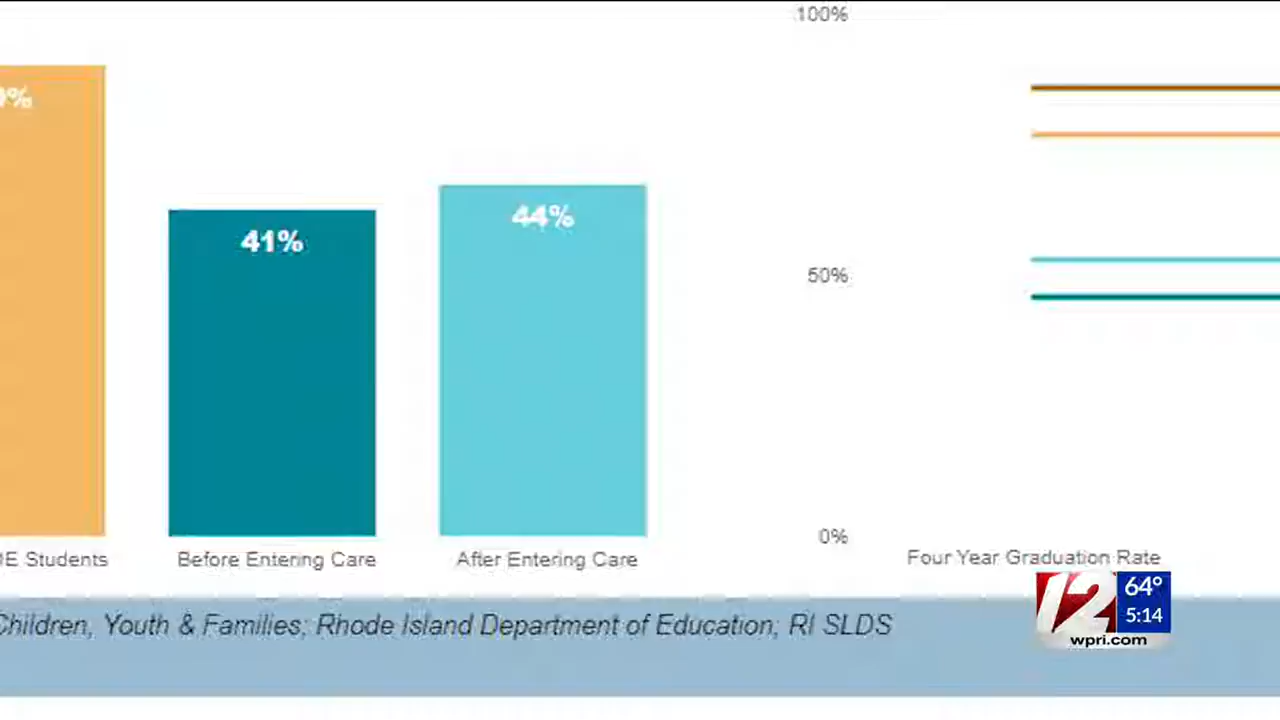 100%
41%
44%
50%
0%
Students
Before Entering Care
After Entering Care
Four Year Graduation Rate
Children, Youth & Families; Rhode Island Department of Education; RI SLDS
12
64°
5:14
wpri.com